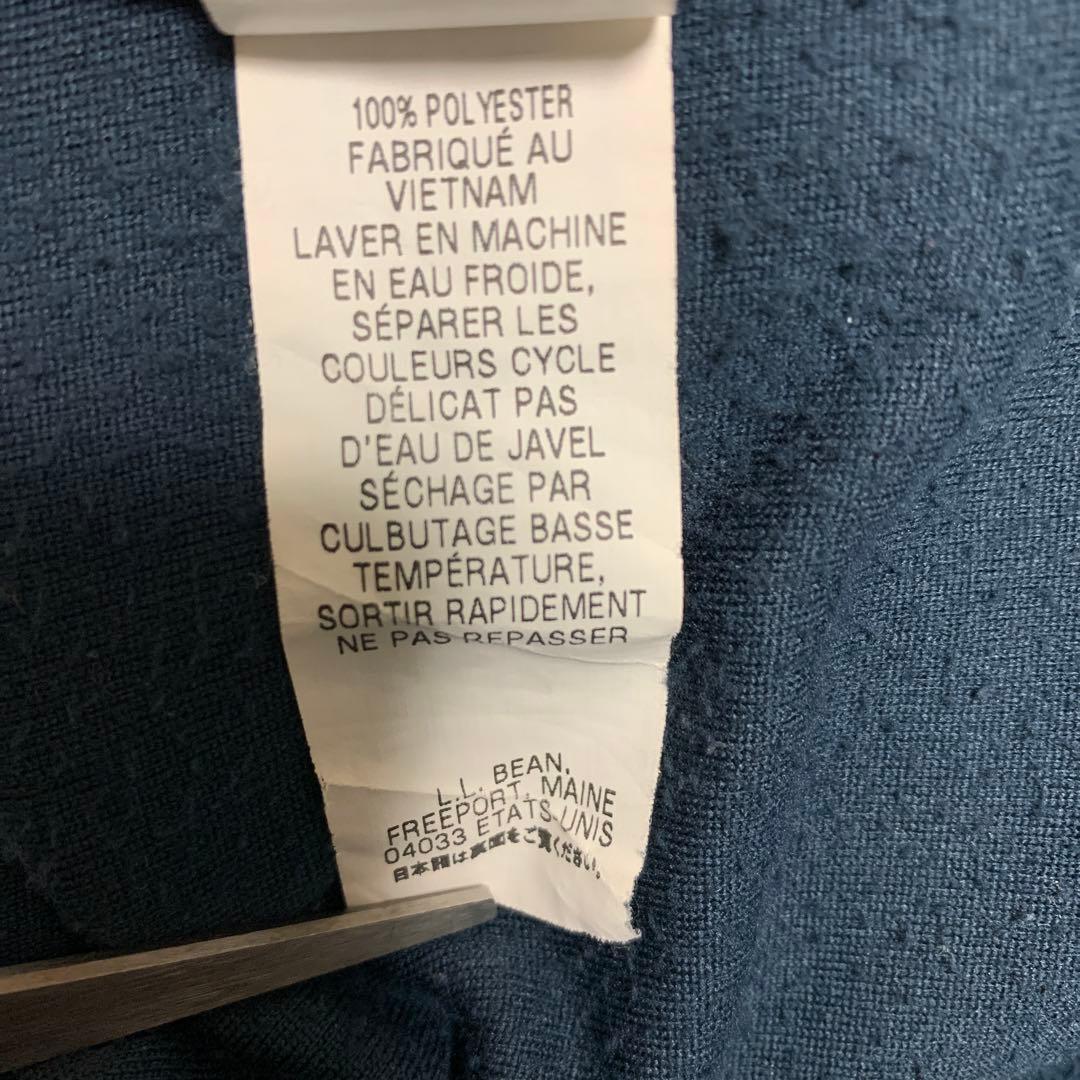 100% POLYESTER
FABRIQUÉ AU
VIETNAM
LAVER EN MACHINE
EN EAU FROIDE,
SÉPARER LES
COULEURS CYCLE
DÉLICAT PAS
D'EAU DE JAVEL
SÉCHAGE PAR
CULBUTAGE BASSE
TEMPÉRATURE,
SORTIR RAPIDEMENT
NE PAS REPASSER
L.L. BEAN,
FREEPORT, MAINE
04033 ETATS-UNIS
日本語は裏面をご覧ください。